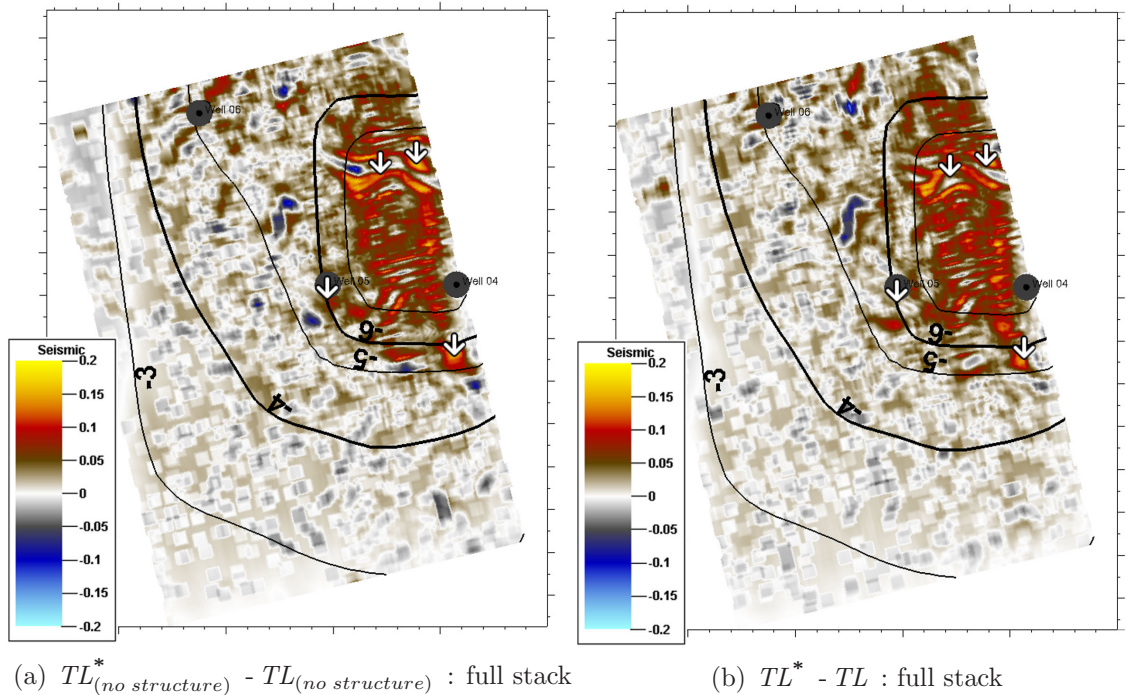 Well 06
Well 05
Well 04
-6
-5
-4
-3
Seismic
0.2
0.15
0.1
0.05
0
-0.05
-0.1
-0.15
-0.2
Well 06
Well 05
Well 04
-6
-5
-4
-3
Seismic
0.2
0.15
0.1
0.05
0
-0.05
-0.1
-0.15
-0.2
(a) TL*(no structure) - TL(no structure) : full stack
(b) TL* - TL : full stack